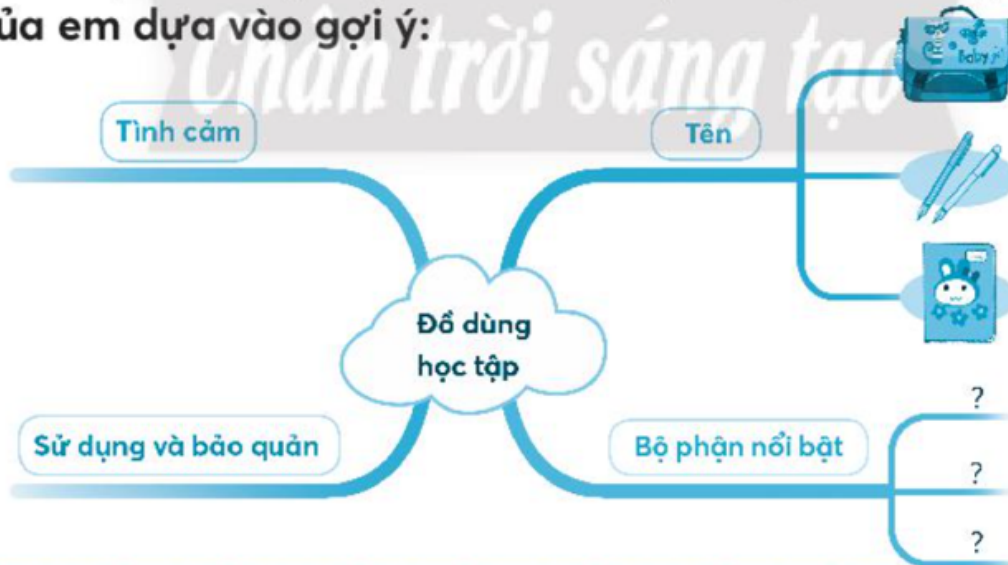 ủa em dựa vào gợi ý:
Chân trời sáng tạo
Tình cảm
Tên
Baby
Đồ dùng
học tập
Sử dụng và bảo quản
Bộ phận nổi bật
?
?
?